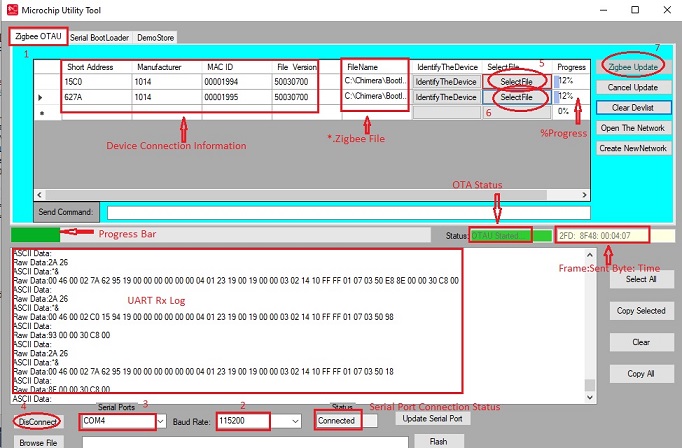 Microchip Utility Tool
Zigbee OTAU Serial BootLoader DemoStore
1 5 7
Short Address Manufacturer MAC ID File Version FileName IdentifyTheDevice SelectFile Progress Zigbee Update
15C0 1014 00001994 50030700 C:\Chimera\Bootl.. IdentifyTheDevice SelectFile 12%
627A 1014 00001995 50030700 C:\Chimera\Bootl.. IdentifyTheDevice SelectFile 12% Cancel Update
0%
6 Clear Devlist
Device Connection Information *.Zigbee File %Progress Open The Network
Create NewNetwork
OTA Status
Send Command:
Progress Bar Status: OTAU Started 2FD: 8F48: 00:04:07
ASCII Data:
Raw Data:2A 26
ASCII Data: Frame:Sent Byte: Time
"&
Raw Data:00 46 00 02 7A 62 95 19 00 00 00 00 00 00 04 01 23 19 00 19 00 00 03 02 14 10 FF FF 01 07 03 50 E8 8E 00 00 30 C8 00
ASCII Data: Select All
Raw Data:2A 26
ASCII Data: UART Rx Log
"&
Raw Data:00 46 00 02 C0 15 94 19 00 00 00 00 00 00 04 01 23 19 00 19 00 00 03 02 14 10 FF FF 01 07 03 50 98
ASCII Data: Copy Selected
Raw Data:93 00 00 30 C8 00
ASCII Data:
Raw Data:2A 26
ASCII Data: Clear
"&
Raw Data:00 46 00 02 7A 62 95 19 00 00 00 00 00 00 04 01 23 19 00 19 00 00 03 02 14 10 FF FF 01 07 03 50 18
ASCII Data: Copy All
Raw Data:8F 00 00 30 C8 00
ASCII Data:
4 Serial Ports 3 2 Status Serial Port Connection Status
DisConnect COM4 Baud Rate: 115200 Connected Update Serial Port
Browse File Flash